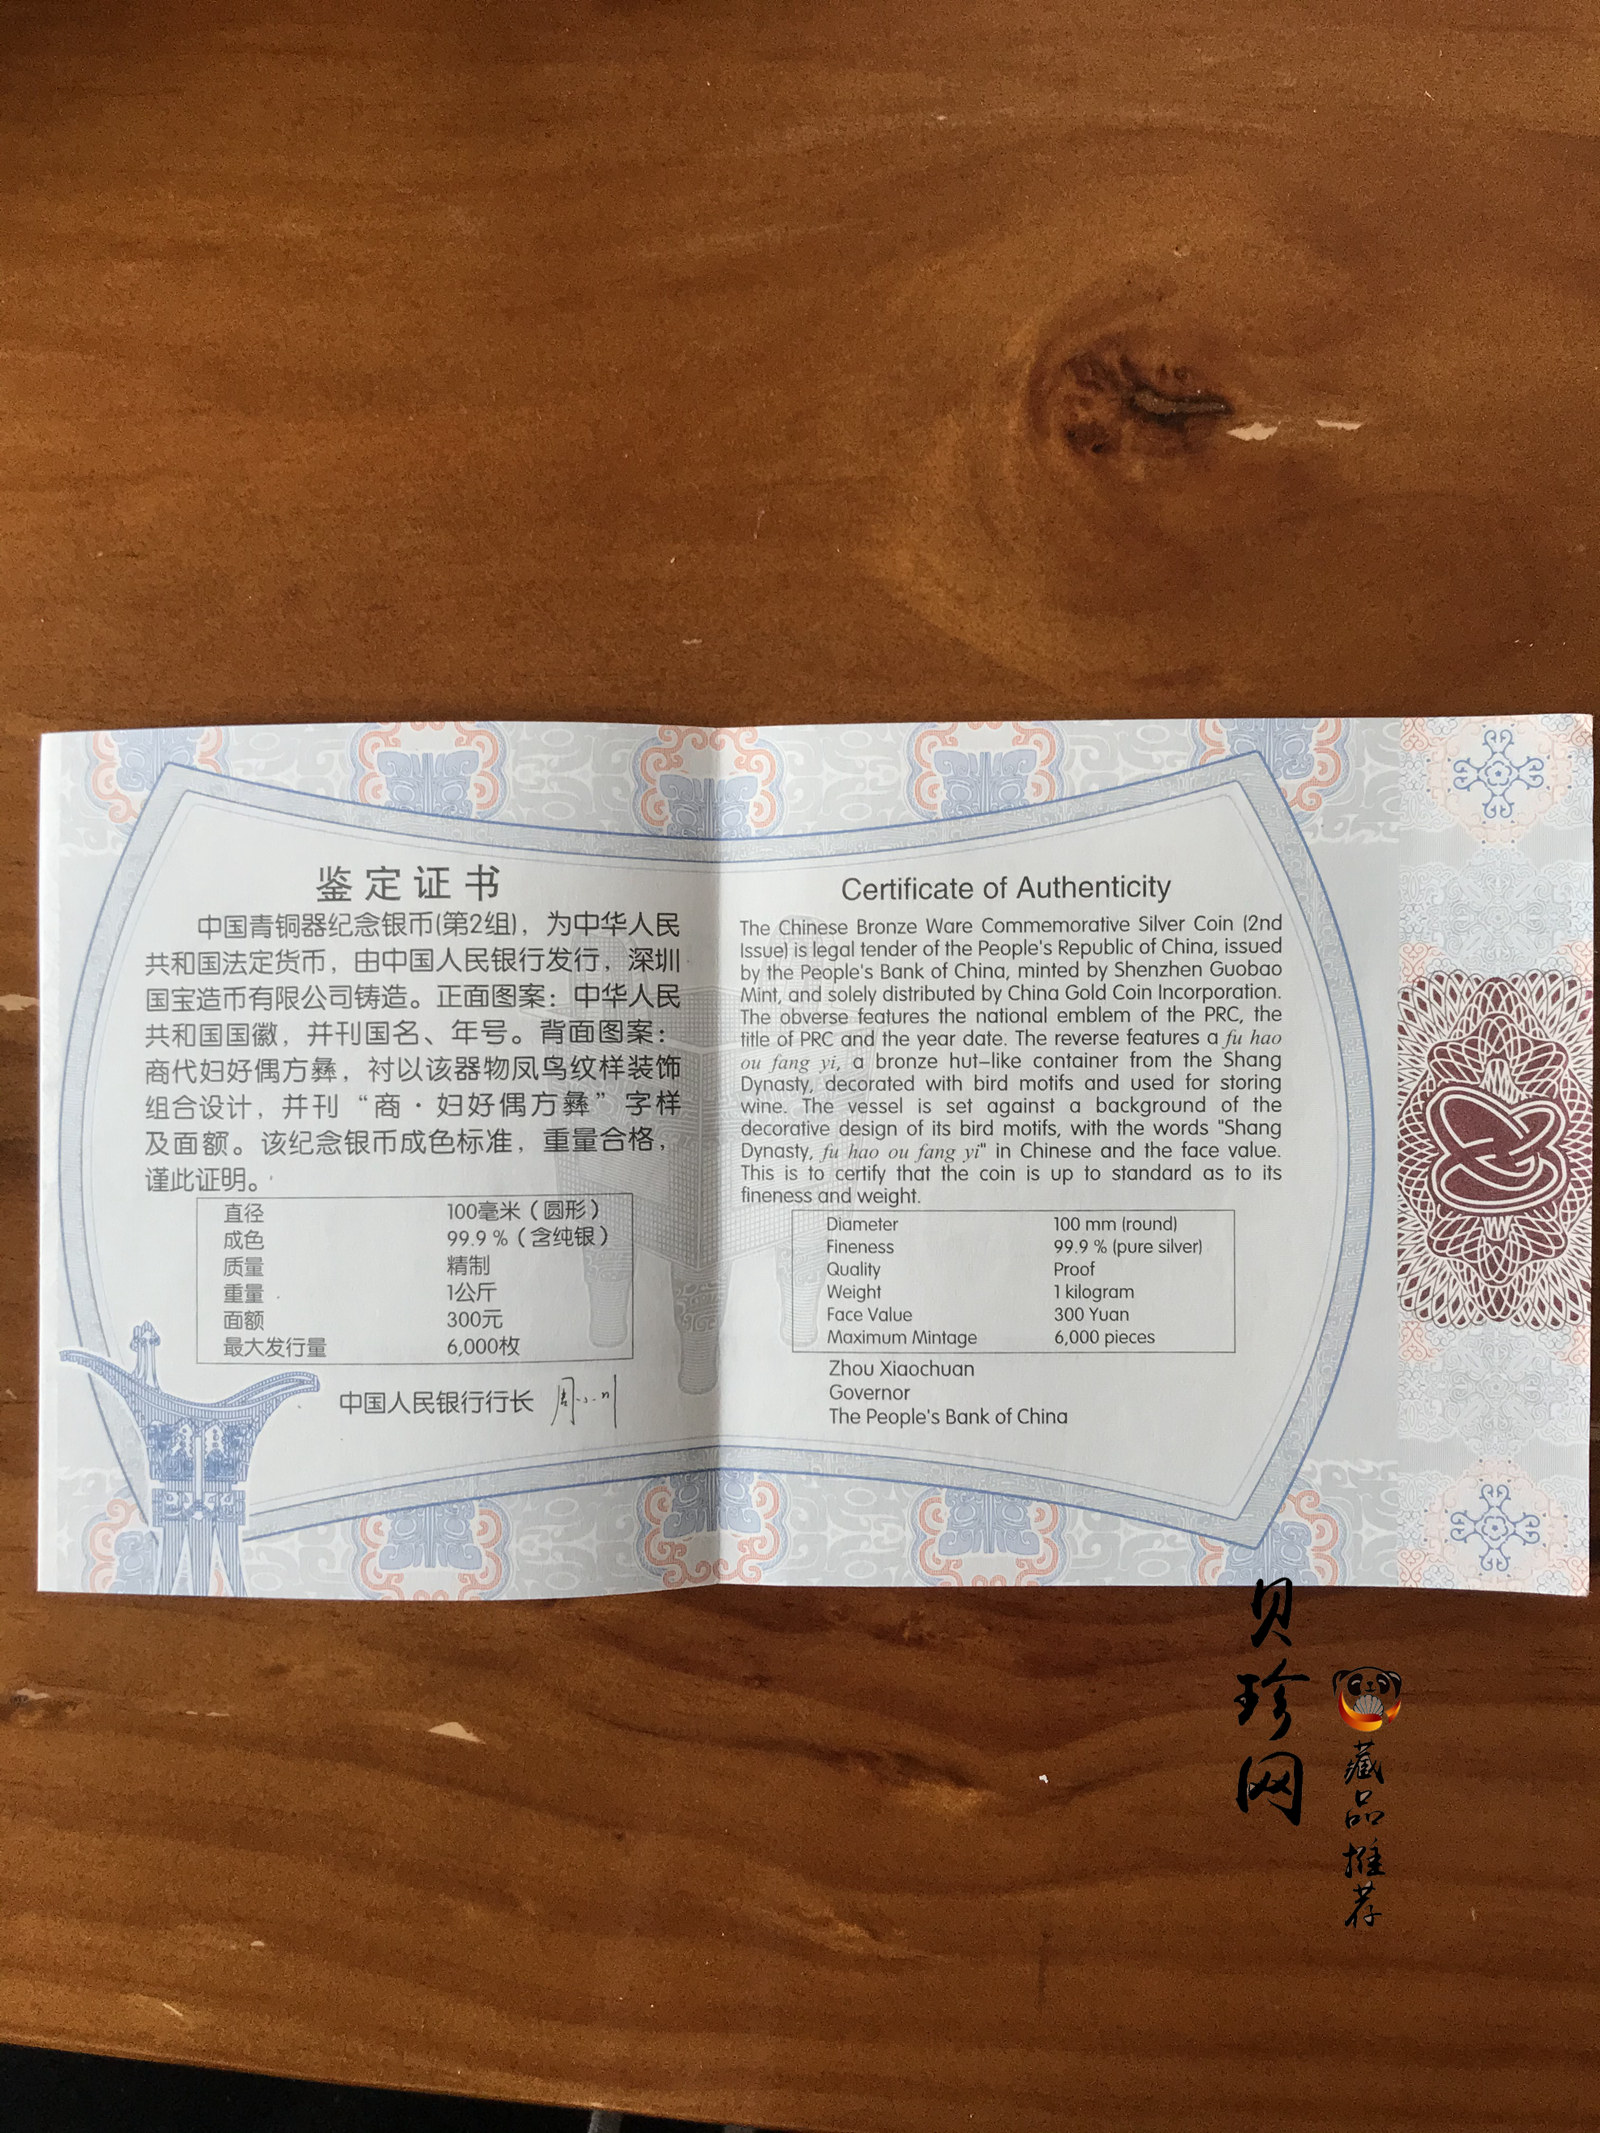 鉴定证书
中国青铜器纪念银币(第2组)，为中华人民
共和国法定货币，由中国人民银行发行，深圳
国宝造币有限公司铸造。正面图案：中华人民
共和国国徽，并刊国名、年号。背面图案：
商代妇好偶方彝，衬以该器物凤鸟纹样装饰
组合设计，并刊“商·妇好偶方彝”字样
及面额。该纪念银币成色标准，重量合格，
谨此证明。
直径 100毫米（圆形）
成色 99.9％（含纯银）
质量 精制
重量 1公斤
面额 300元
最大发行量 6,000枚
中国人民银行行长 周小川
Certificate of Authenticity
The Chinese Bronze Ware Commemorative Silver Coin (2nd
Issue) is legal tender of the People's Republic of China, issued
by the People's Bank of China, minted by Shenzhen Guobao
Mint, and solely distributed by China Gold Coin Incorporation.
The obverse features the national emblem of the PRC, the
title of PRC and the year date. The reverse features a fu hao
ou fang yi, a bronze hut-like container from the Shang
Dynasty, decorated with bird motifs and used for storing
wine. The vessel is set against a background of the
decorative design of its bird motifs, with the words "Shang
Dynasty, fu hao ou fang yi" in Chinese and the face value.
This is to certify that the coin is up to standard as to its
fineness and weight.
Diameter 100 mm (round)
Fineness 99.9 % (pure silver)
Quality Proof
Weight 1 kilogram
Face Value 300 Yuan
Maximum Mintage 6,000 pieces
Zhou Xiaochuan
Governor
The People's Bank of China
贝珍网
藏品推荐